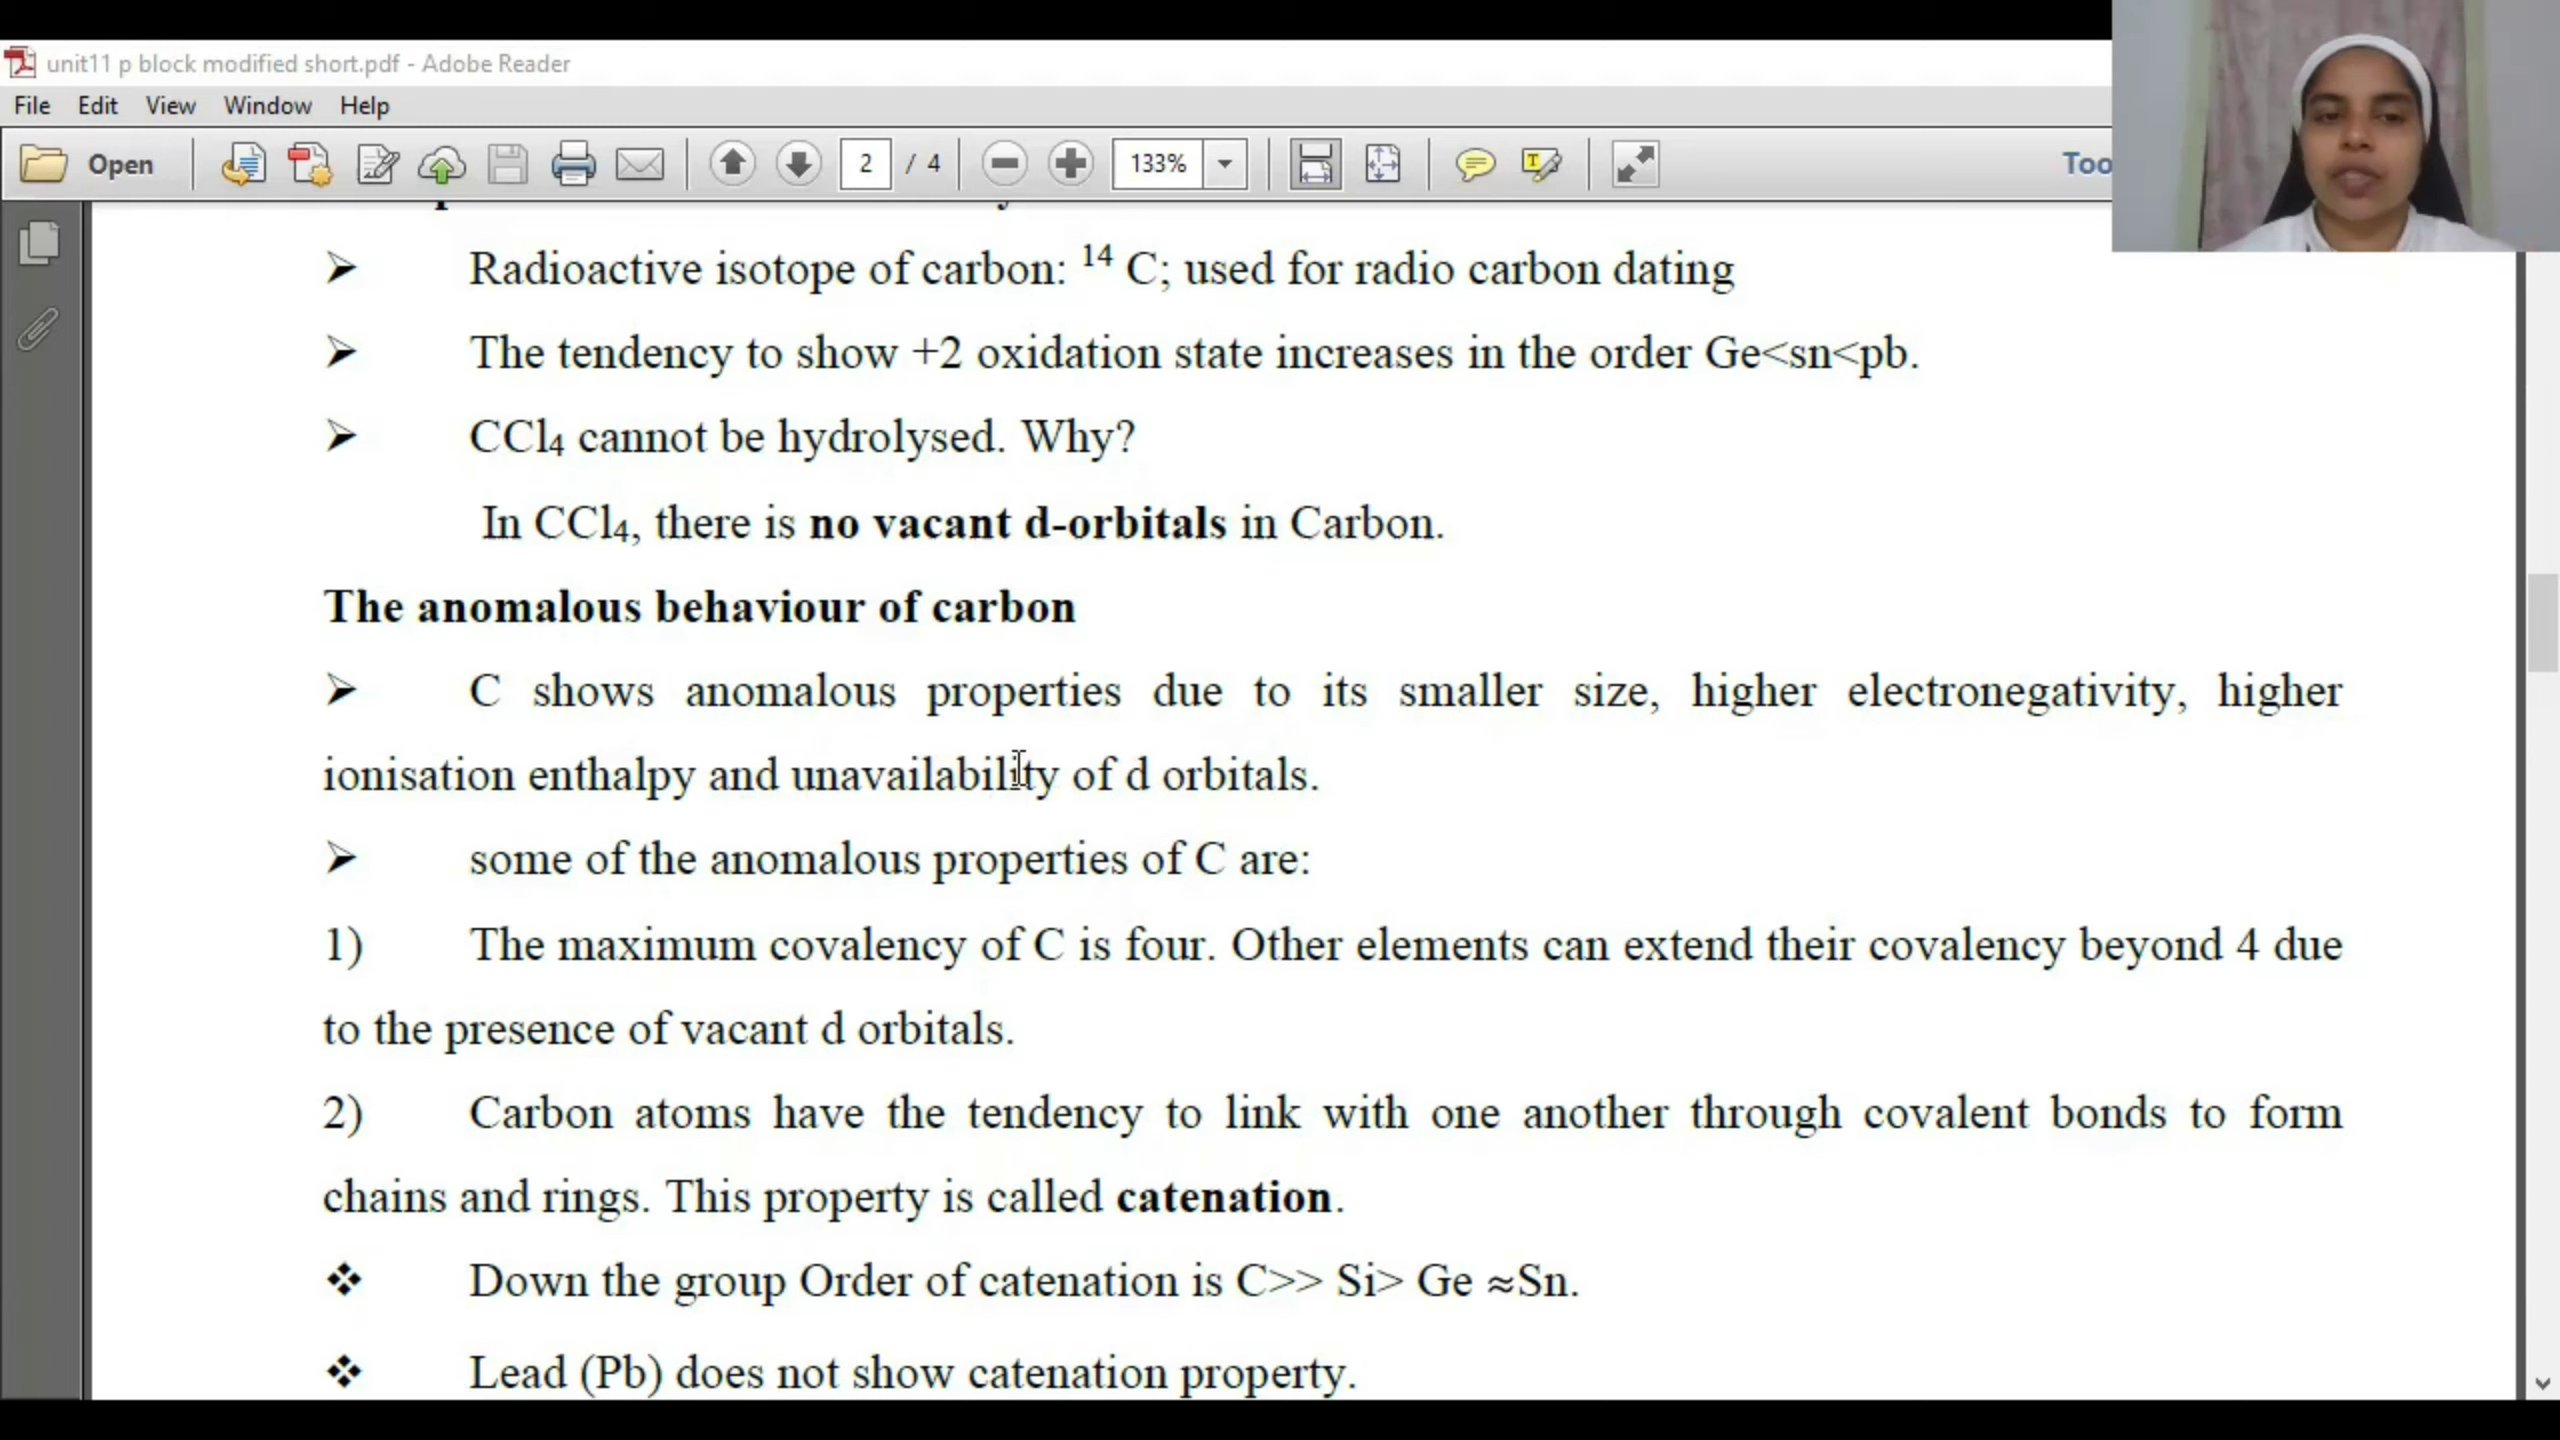 unit11 p block modified short.pdf - Adobe Reader
File Edit View Window Help
Open 2 / 4 133% Too
➢ Radioactive isotope of carbon: ¹⁴ C; used for radio carbon dating
➢ The tendency to show +2 oxidation state increases in the order Ge<sn<pb.
➢ CCl₄ cannot be hydrolysed. Why?
In CCl₄, there is no vacant d-orbitals in Carbon.
The anomalous behaviour of carbon
➢ C shows anomalous properties due to its smaller size, higher electronegativity, higher
ionisation enthalpy and unavailability of d orbitals.
➢ some of the anomalous properties of C are:
1) The maximum covalency of C is four. Other elements can extend their covalency beyond 4 due
to the presence of vacant d orbitals.
2) Carbon atoms have the tendency to link with one another through covalent bonds to form
chains and rings. This property is called catenation.
❖ Down the group Order of catenation is C>> Si> Ge ≈Sn.
❖ Lead (Pb) does not show catenation property.